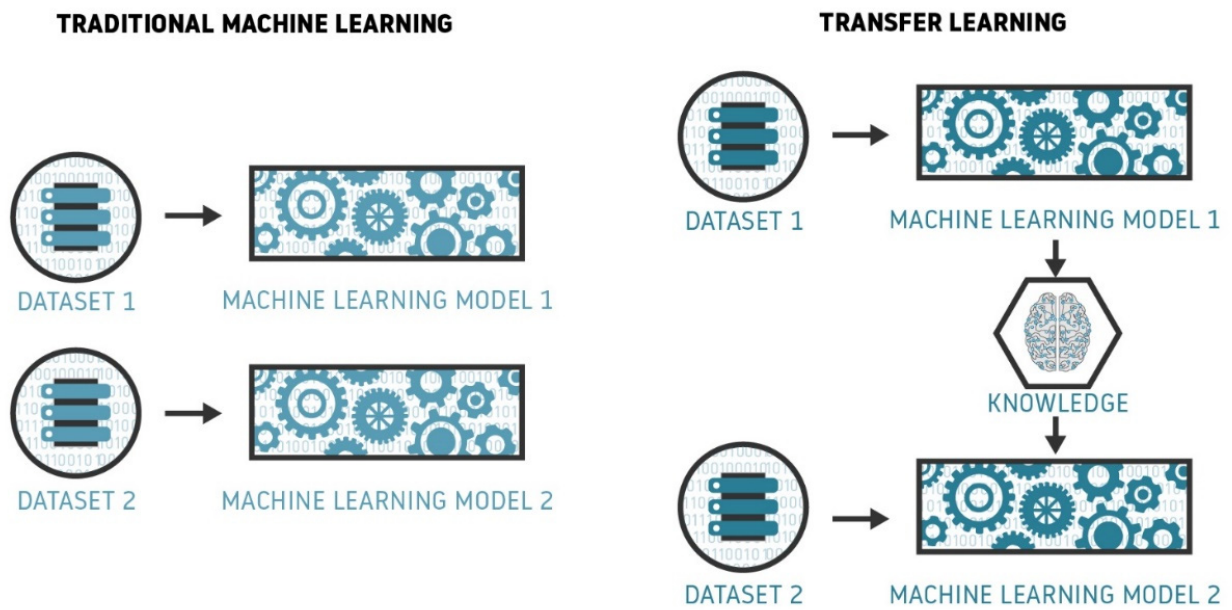 TRADITIONAL MACHINE LEARNING
DATASET 1
MACHINE LEARNING MODEL 1
DATASET 2
MACHINE LEARNING MODEL 2
TRANSFER LEARNING
DATASET 1
MACHINE LEARNING MODEL 1
KNOWLEDGE
DATASET 2
MACHINE LEARNING MODEL 2